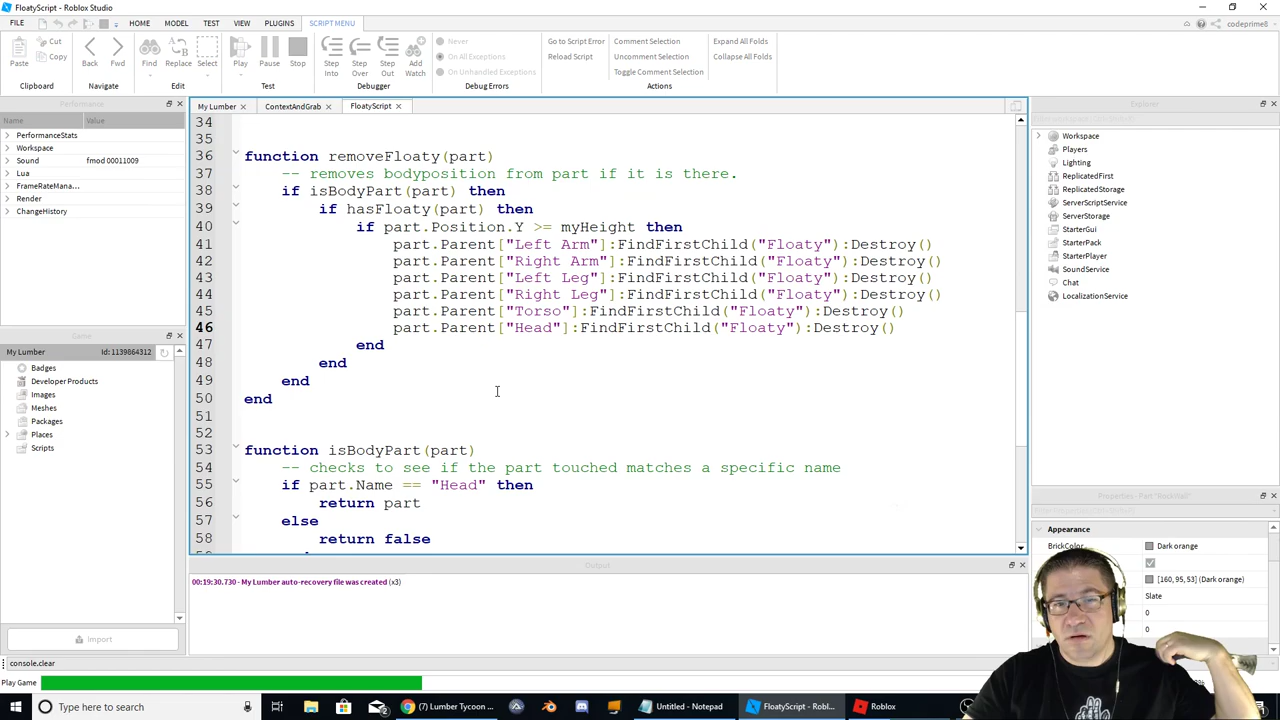 FloatyScript - Roblox Studio
FILE HOME MODEL TEST VIEW PLUGINS SCRIPT MENU codeprime8
Paste Cut Copy Back Fwd Find Replace Select Play Pause Stop Step Into Step Over Step Out Add Watch
Never
On All Exceptions
On Unhandled Exceptions
Go to Script Error
Reload Script
Comment Selection
Uncomment Selection
Toggle Comment Selection
Expand All Folds
Collapse All Folds
Clipboard Navigate Edit Test Debugger Debug Errors Actions
Performance
Name Value
PerformanceStats
Workspace
Sound fmod 00011009
Lua
FrameRateMana...
Render
ChangeHistory
Game
My Lumber Id: 1139864312
Badges
Developer Products
Images
Meshes
Packages
Places
Scripts
Import
My Lumber ContextAndGrab FloatyScript
34
35
36 function removeFloaty(part)
37 -- removes bodyposition from part if it is there.
38 if isBodyPart(part) then
39 if hasFloaty(part) then
40 if part.Position.Y >= myHeight then
41 part.Parent["Left Arm"]:FindFirstChild("Floaty"):Destroy()
42 part.Parent["Right Arm"]:FindFirstChild("Floaty"):Destroy()
43 part.Parent["Left Leg"]:FindFirstChild("Floaty"):Destroy()
44 part.Parent["Right Leg"]:FindFirstChild("Floaty"):Destroy()
45 part.Parent["Torso"]:FindFirstChild("Floaty"):Destroy()
46 part.Parent["Head"]:FindFirstChild("Floaty"):Destroy()
47 end
48 end
49 end
50 end
51
52
53 function isBodyPart(part)
54 -- checks to see if the part touched matches a specific name
55 if part.Name == "Head" then
56 return part
57 else
58 return false
Output
00:19:30.730 - My Lumber auto-recovery file was created (x3)
Explorer
Workspace
Players
Lighting
ReplicatedFirst
ReplicatedStorage
ServerScriptService
ServerStorage
StarterGui
StarterPack
StarterPlayer
SoundService
Chat
LocalizationService
Properties - Part "RockWall"
Appearance
BrickColor Dark orange
[160, 95, 53] (Dark orange)
Slate
0
0
console.clear
Play Game
Type here to search
(1) Lumber Tycoon ...
Untitled - Notepad
FloatyScript - Robl...
Roblox